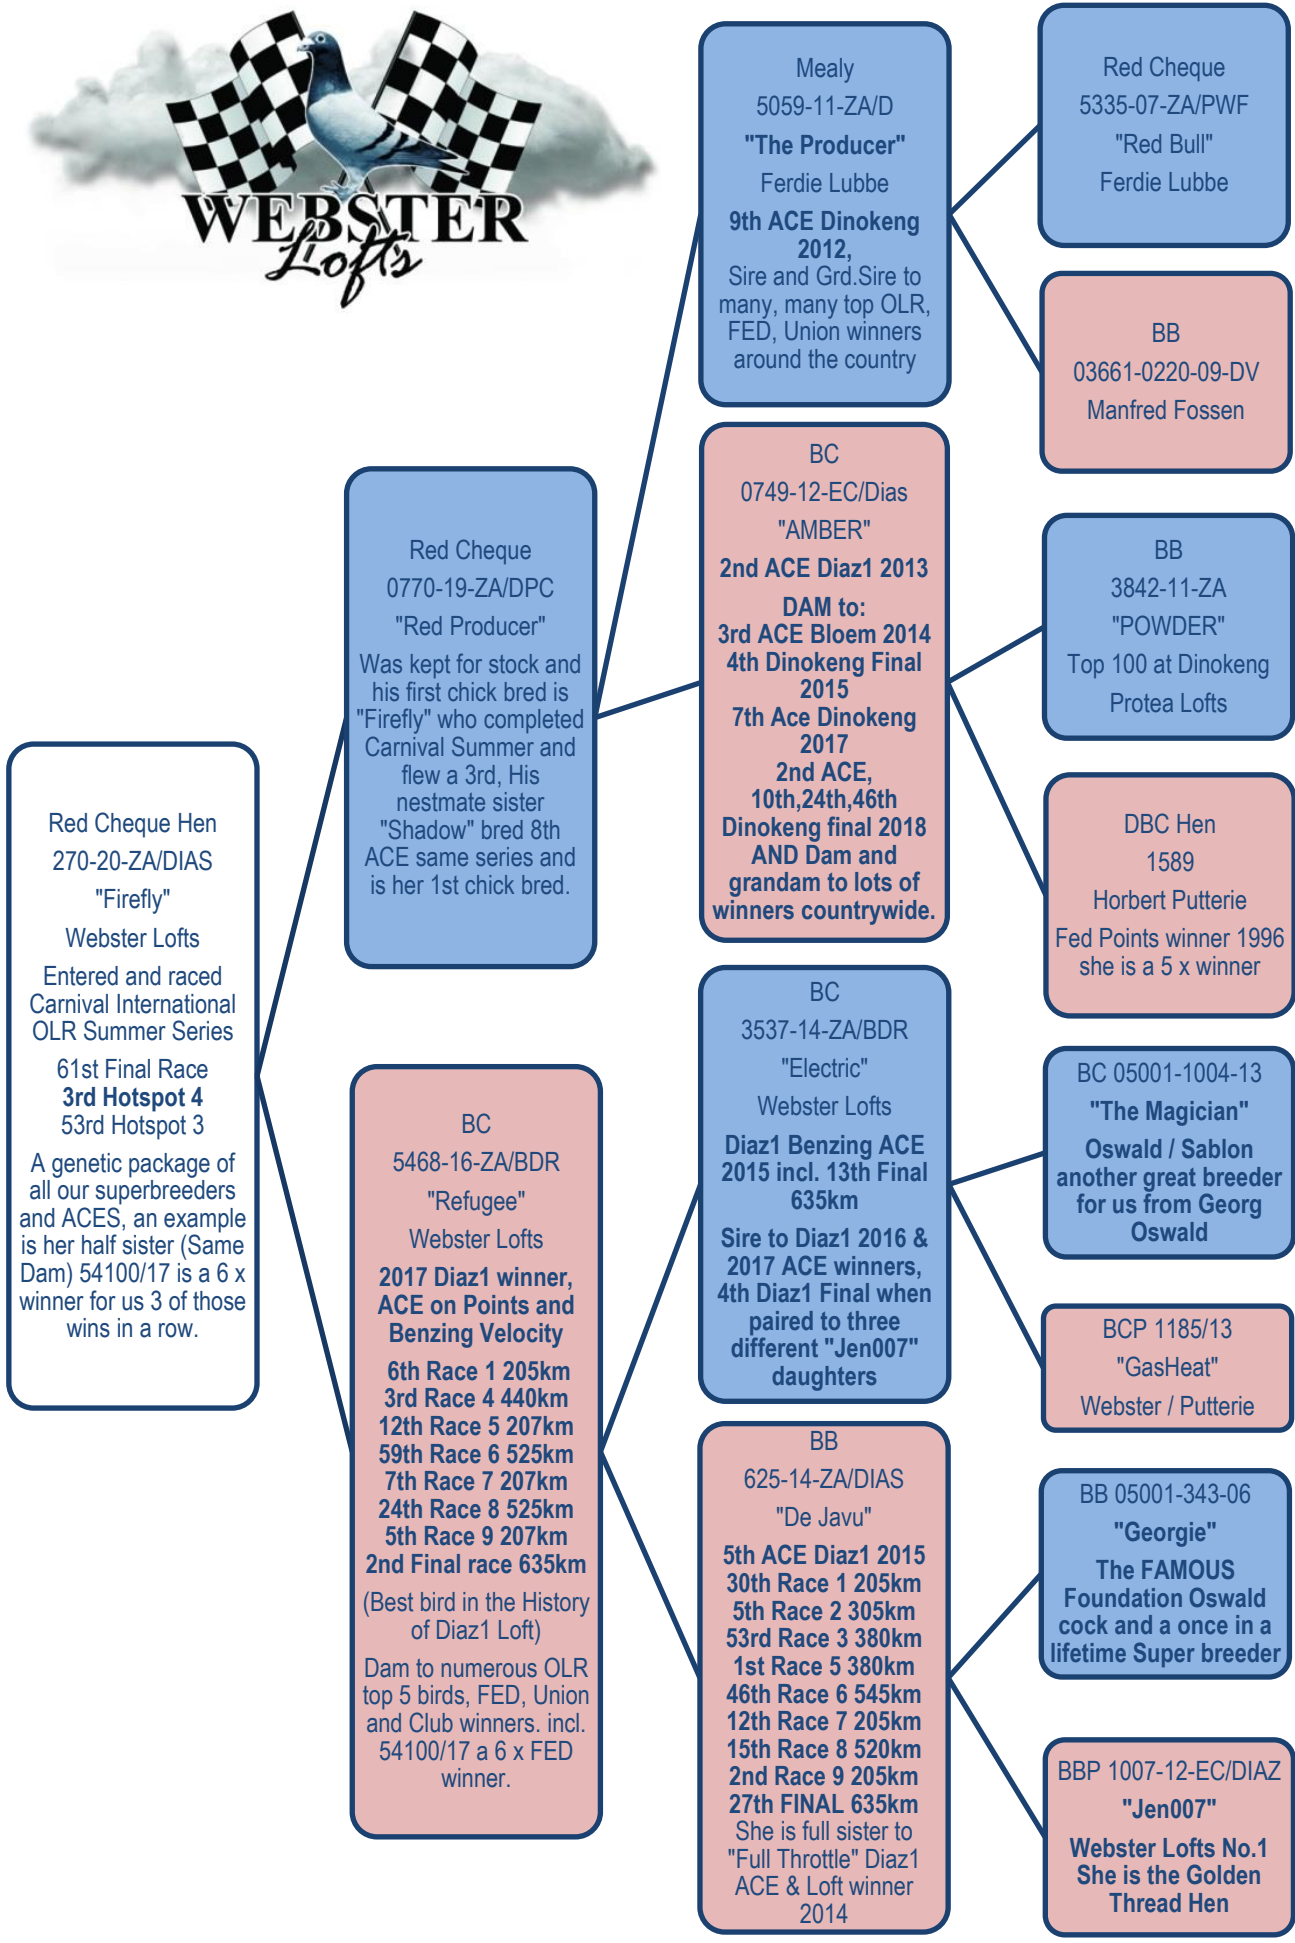 WEBSTER
Lofts
Red Cheque Hen
270-20-ZA/DIAS
"Firefly"
Webster Lofts
Entered and raced
Carnival International
OLR Summer Series
61st Final Race
3rd Hotspot 4
53rd Hotspot 3
A genetic package of
all our superbreeders
and ACES, an example
is her half sister (Same
Dam) 54100/17 is a 6 x
winner for us 3 of those
wins in a row.
Red Cheque
0770-19-ZA/DPC
"Red Producer"
Was kept for stock and
his first chick bred is
"Firefly" who completed
Carnival Summer and
flew a 3rd, His
nestmate sister
"Shadow" bred 8th
ACE same series and
is her 1st chick bred.
BC
5468-16-ZA/BDR
"Refugee"
Webster Lofts
2017 Diaz1 winner,
ACE on Points and
Benzing Velocity
6th Race 1 205km
3rd Race 4 440km
12th Race 5 207km
59th Race 6 525km
7th Race 7 207km
24th Race 8 525km
5th Race 9 207km
2nd Final race 635km
(Best bird in the History
of Diaz1 Loft)
Dam to numerous OLR
top 5 birds, FED, Union
and Club winners. incl.
54100/17 a 6 x FED
winner.
Mealy
5059-11-ZA/D
"The Producer"
Ferdie Lubbe
9th ACE Dinokeng
2012,
Sire and Grd.Sire to
many, many top OLR,
FED, Union winners
around the country
BC
0749-12-EC/Dias
"AMBER"
2nd ACE Diaz1 2013
DAM to:
3rd ACE Bloem 2014
4th Dinokeng Final
2015
7th Ace Dinokeng
2017
2nd ACE,
10th,24th,46th
Dinokeng final 2018
AND Dam and
grandam to lots of
winners countrywide.
BC
3537-14-ZA/BDR
"Electric"
Webster Lofts
Diaz1 Benzing ACE
2015 incl. 13th Final
635km
Sire to Diaz1 2016 &
2017 ACE winners,
4th Diaz1 Final when
paired to three
different "Jen007"
daughters
BB
625-14-ZA/DIAS
"De Javu"
5th ACE Diaz1 2015
30th Race 1 205km
5th Race 2 305km
53rd Race 3 380km
1st Race 5 380km
46th Race 6 545km
12th Race 7 205km
15th Race 8 520km
2nd Race 9 205km
27th FINAL 635km
She is full sister to
"Full Throttle" Diaz1
ACE & Loft winner
2014
Red Cheque
5335-07-ZA/PWF
"Red Bull"
Ferdie Lubbe
BB
03661-0220-09-DV
Manfred Fossen
BB
3842-11-ZA
"POWDER"
Top 100 at Dinokeng
Protea Lofts
DBC Hen
1589
Horbert Putterie
Fed Points winner 1996
she is a 5 x winner
BC 05001-1004-13
"The Magician"
Oswald / Sablon
another great breeder
for us from Georg
Oswald
BCP 1185/13
"GasHeat"
Webster / Putterie
BB 05001-343-06
"Georgie"
The FAMOUS
Foundation Oswald
cock and a once in a
lifetime Super breeder
BBP 1007-12-EC/DIAZ
"Jen007"
Webster Lofts No.1
She is the Golden
Thread Hen